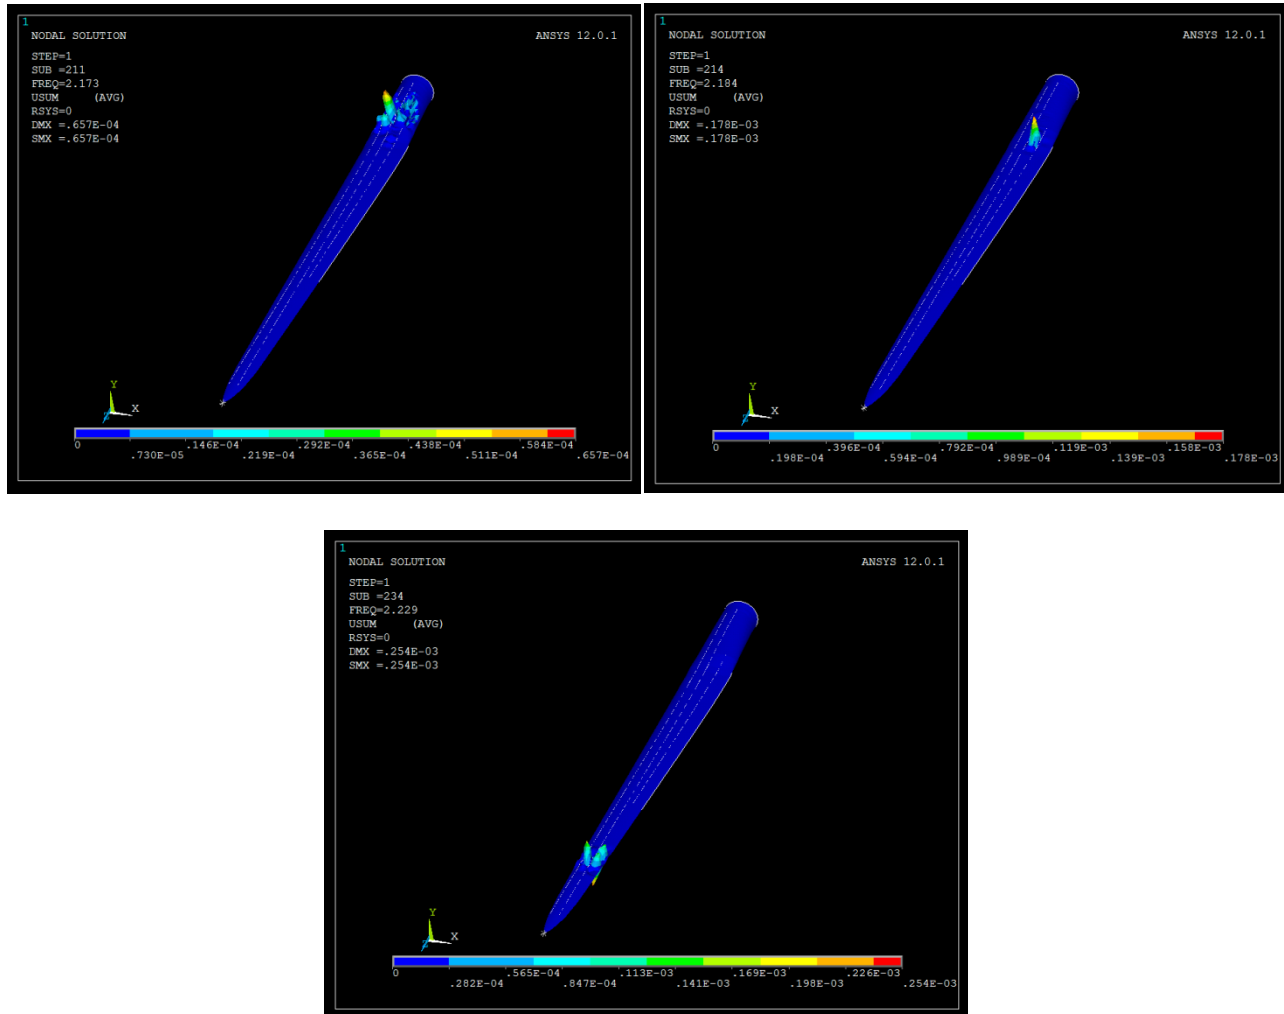 1
NODAL SOLUTION
ANSYS 12.0.1
STEP=1
SUB =211
FREQ=2.173
USUM (AVG)
RSYS=0
DMX =.657E-04
SMX =.657E-04
Y
X
Z
0 .146E-04 .292E-04 .438E-04 .584E-04
.730E-05 .219E-04 .365E-04 .511E-04 .657E-04
1
NODAL SOLUTION
ANSYS 12.0.1
STEP=1
SUB =214
FREQ=2.184
USUM (AVG)
RSYS=0
DMX =.178E-03
SMX =.178E-03
Y
X
Z
0 .396E-04 .792E-04 .119E-03 .158E-03
.198E-04 .594E-04 .989E-04 .139E-03 .178E-03
1
NODAL SOLUTION
ANSYS 12.0.1
STEP=1
SUB =234
FREQ=2.229
USUM (AVG)
RSYS=0
DMX =.254E-03
SMX =.254E-03
Y
X
Z
0 .565E-04 .113E-03 .169E-03 .226E-03
.282E-04 .847E-04 .141E-03 .198E-03 .254E-03